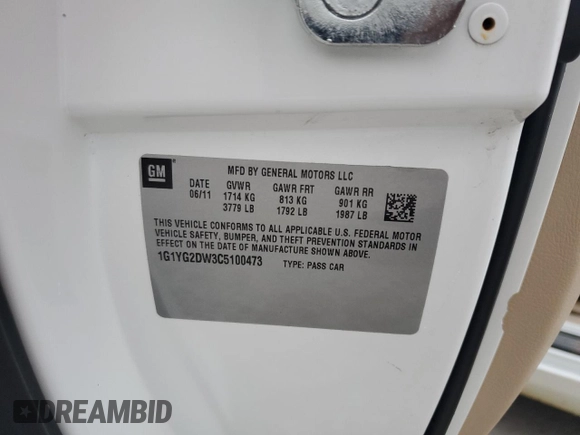 GM
MFD BY GENERAL MOTORS LLC
DATE GVWR GAWR FRT GAWR RR
06/11 1714 KG 813 KG 901 KG
3779 LB 1792 LB 1987 LB
THIS VEHICLE CONFORMS TO ALL APPLICABLE U.S. FEDERAL MOTOR
VEHICLE SAFETY, BUMPER, AND THEFT PREVENTION STANDARDS IN
EFFECT ON THE DATE OF MANUFACTURE SHOWN ABOVE.
1G1YG2DW3C5100473 TYPE: PASS CAR
DREAMBID